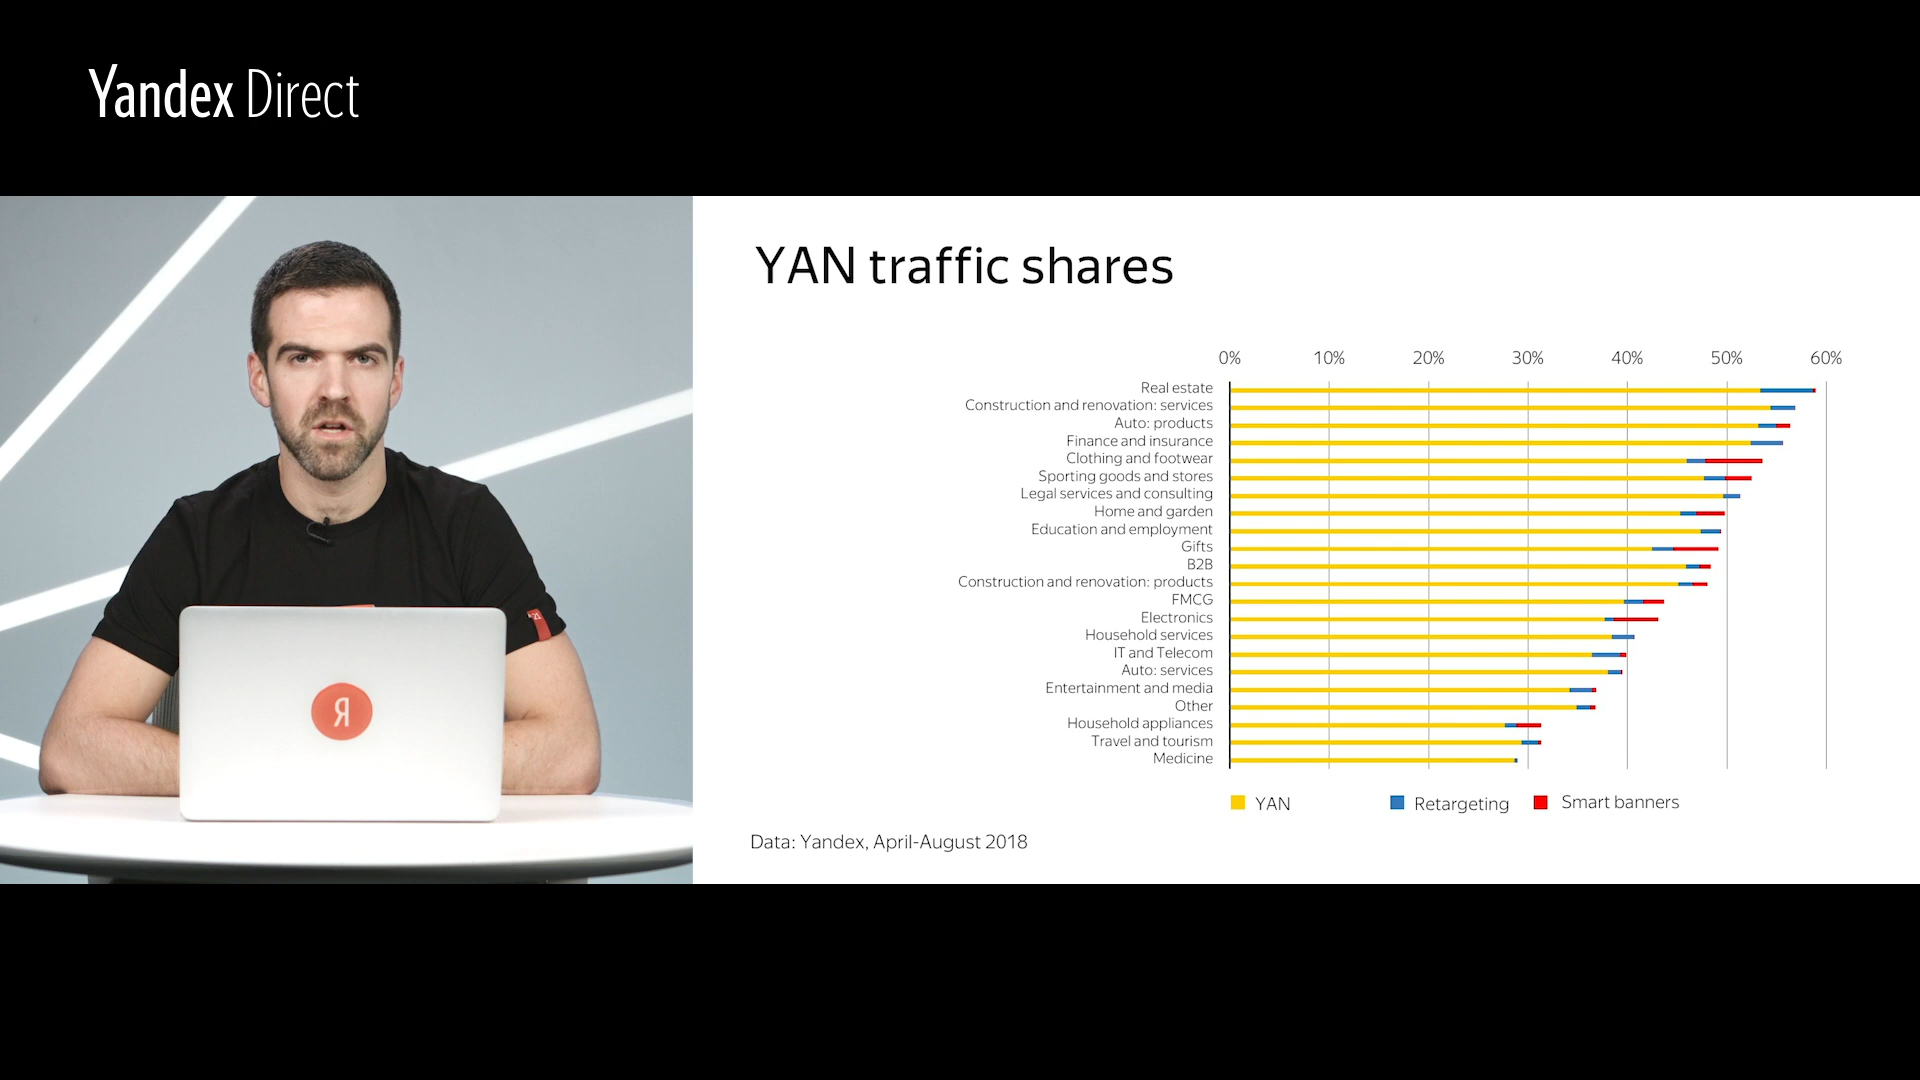 Yandex Direct
YAN traffic shares
0% 10% 20% 30% 40% 50% 60%
Real estate
Construction and renovation: services
Auto: products
Finance and insurance
Clothing and footwear
Sporting goods and stores
Legal services and consulting
Home and garden
Education and employment
Gifts
B2B
Construction and renovation: products
FMCG
Electronics
Household services
IT and Telecom
Auto: services
Entertainment and media
Other
Household appliances
Travel and tourism
Medicine
YAN Retargeting Smart banners
Data: Yandex, April-August 2018
Я